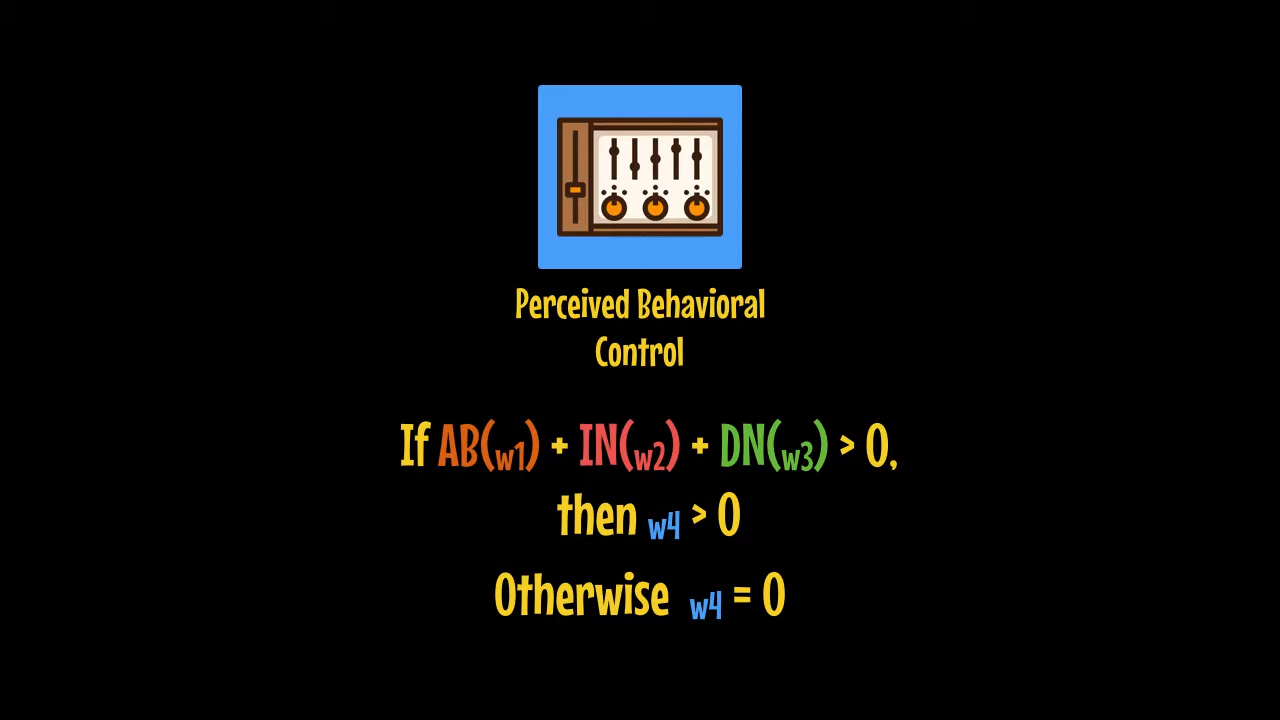 Perceived Behavioral
Control
If AB(w1) + IN(w2) + DN(w3) > 0,
then w4 > 0
Otherwise w4 = 0